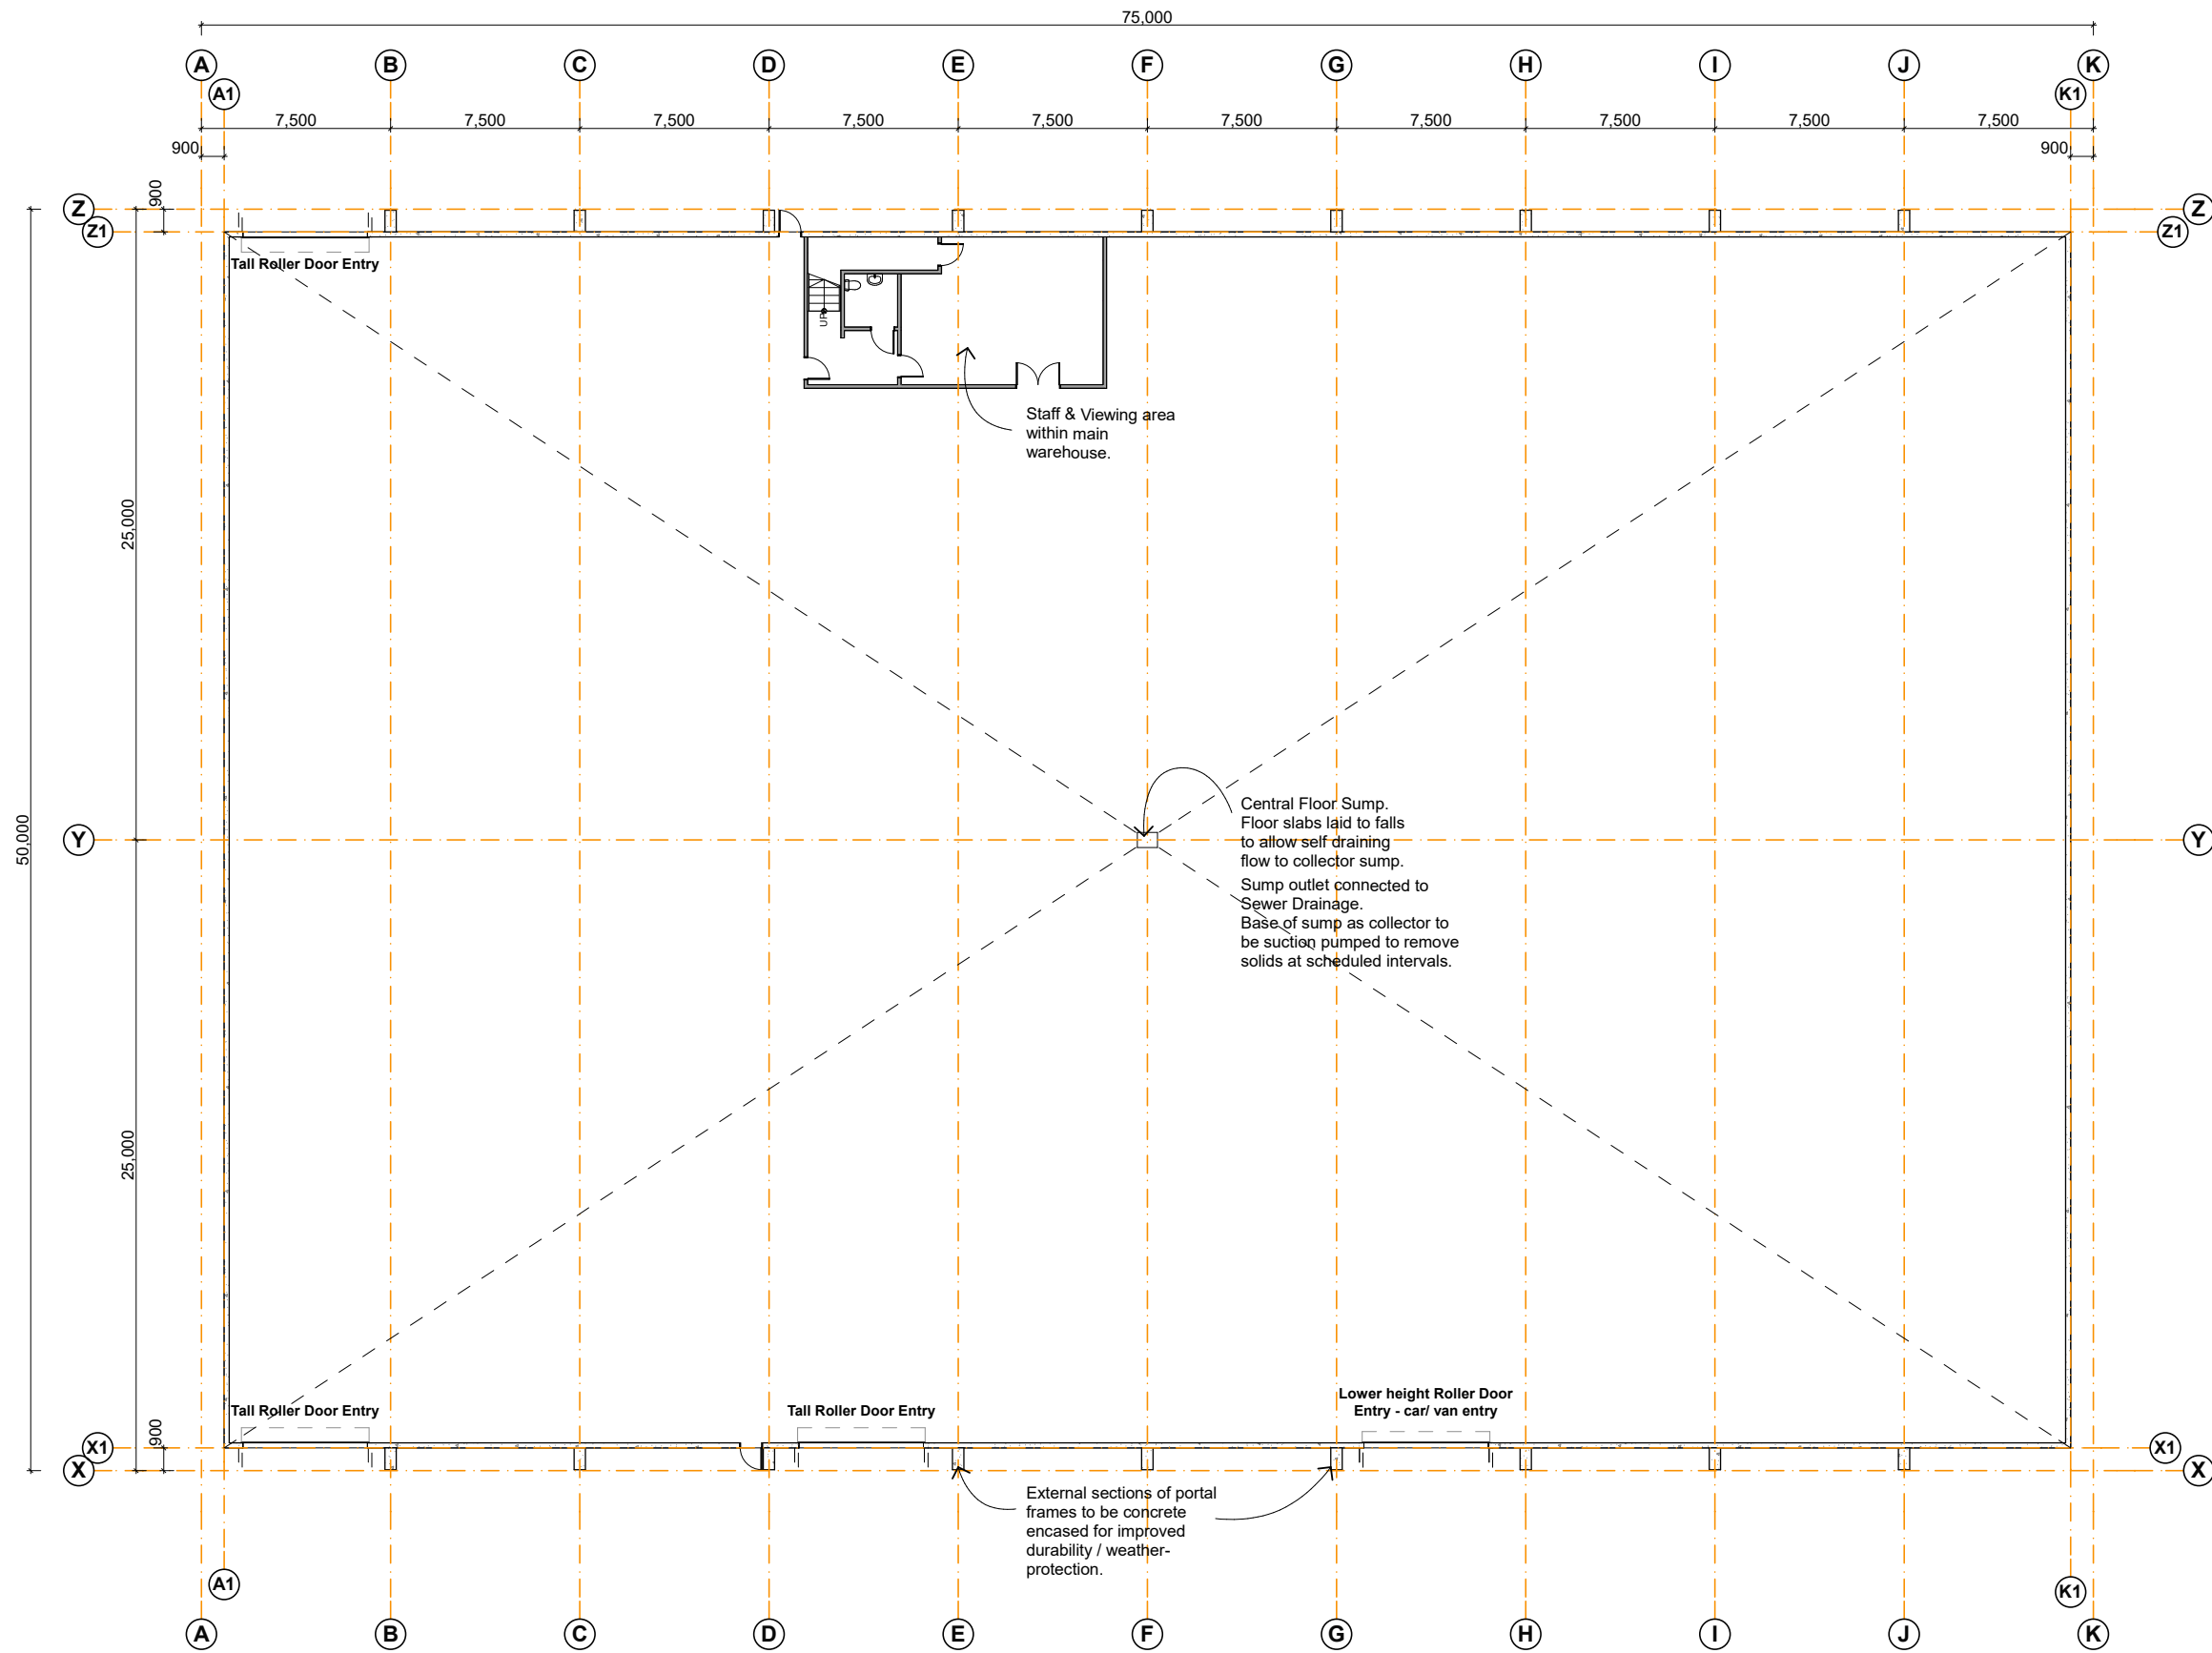 75,000
A B C D E F G H I J K
A1 K1
7,500 7,500 7,500 7,500 7,500 7,500 7,500 7,500 7,500 7,500
900 900
900
Z Z
Z1 Z1
Tall Roller Door Entry
UP
Staff & Viewing area
within main
warehouse.
25,000
Central Floor Sump.
Floor slabs laid to falls
to allow self draining
flow to collector sump.
50,000
Y Y
Sump outlet connected to
Sewer Drainage.
Base of sump as collector to
be suction pumped to remove
solids at scheduled intervals.
25,000
Lower height Roller Door
Entry - car/ van entry
Tall Roller Door Entry Tall Roller Door Entry
900
X1 X1
X X
External sections of portal
frames to be concrete
encased for improved
durability / weather-
protection.
A1 K1
A B C D E F G H I J K